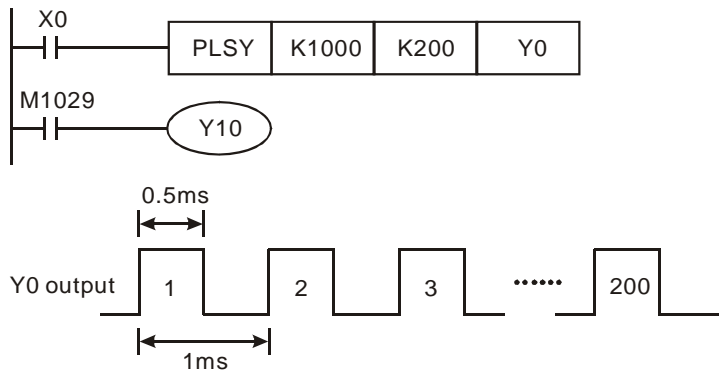 X0
PLSY K1000 K200 Y0
M1029
Y10
0.5ms
Y0 output 1 2 3 ...... 200
1ms